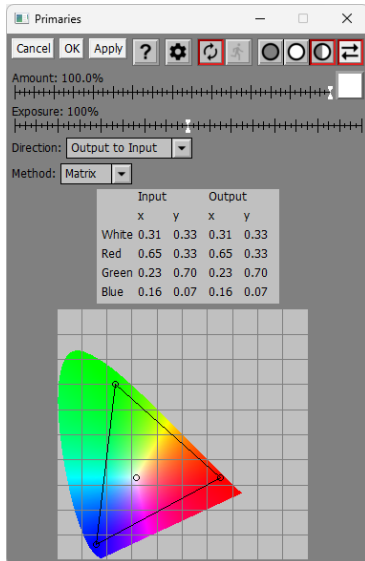 Primaries
Cancel OK Apply ?
Amount: 100.0%
Exposure: 100%
Direction: Output to Input
Method: Matrix
Input Output
x y x y
White 0.31 0.33 0.31 0.33
Red 0.65 0.33 0.65 0.33
Green 0.23 0.70 0.23 0.70
Blue 0.16 0.07 0.16 0.07